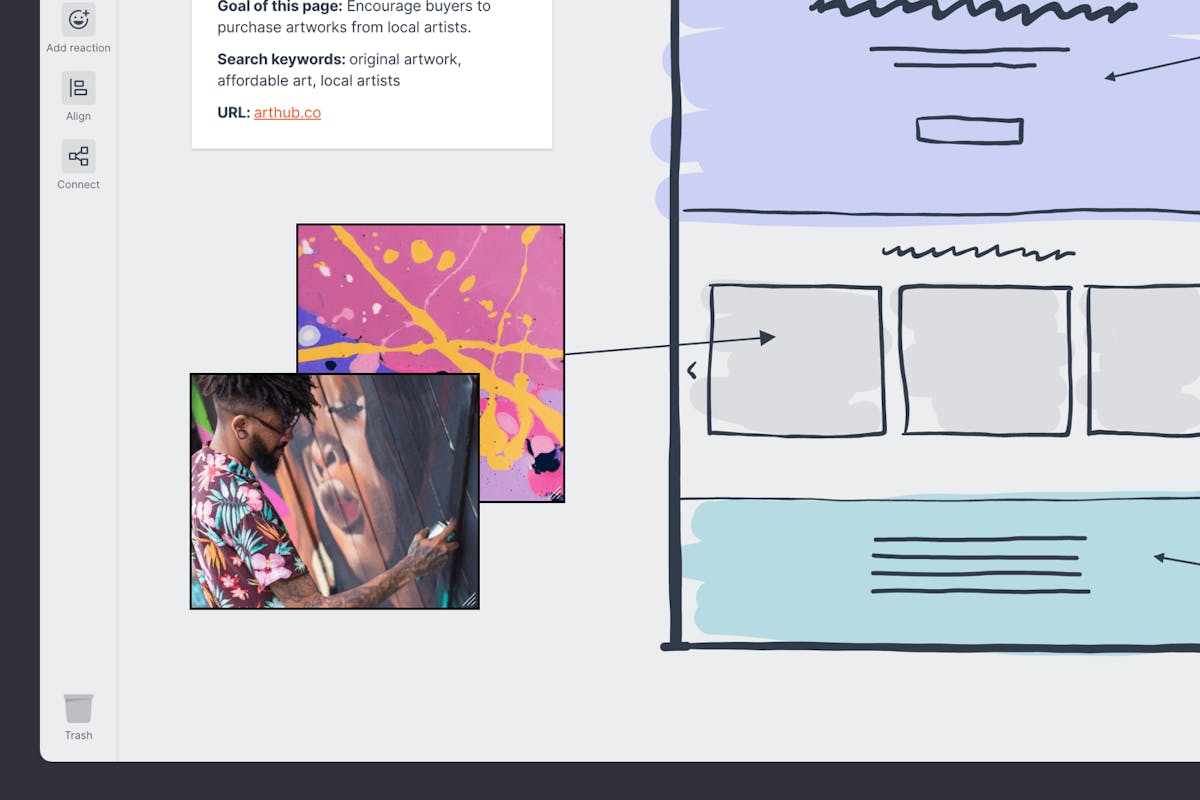 Goal of this page: Encourage buyers to
purchase artworks from local artists.
Search keywords: original artwork,
affordable art, local artists
URL: arthub.co
Add reaction
Align
Connect
Trash